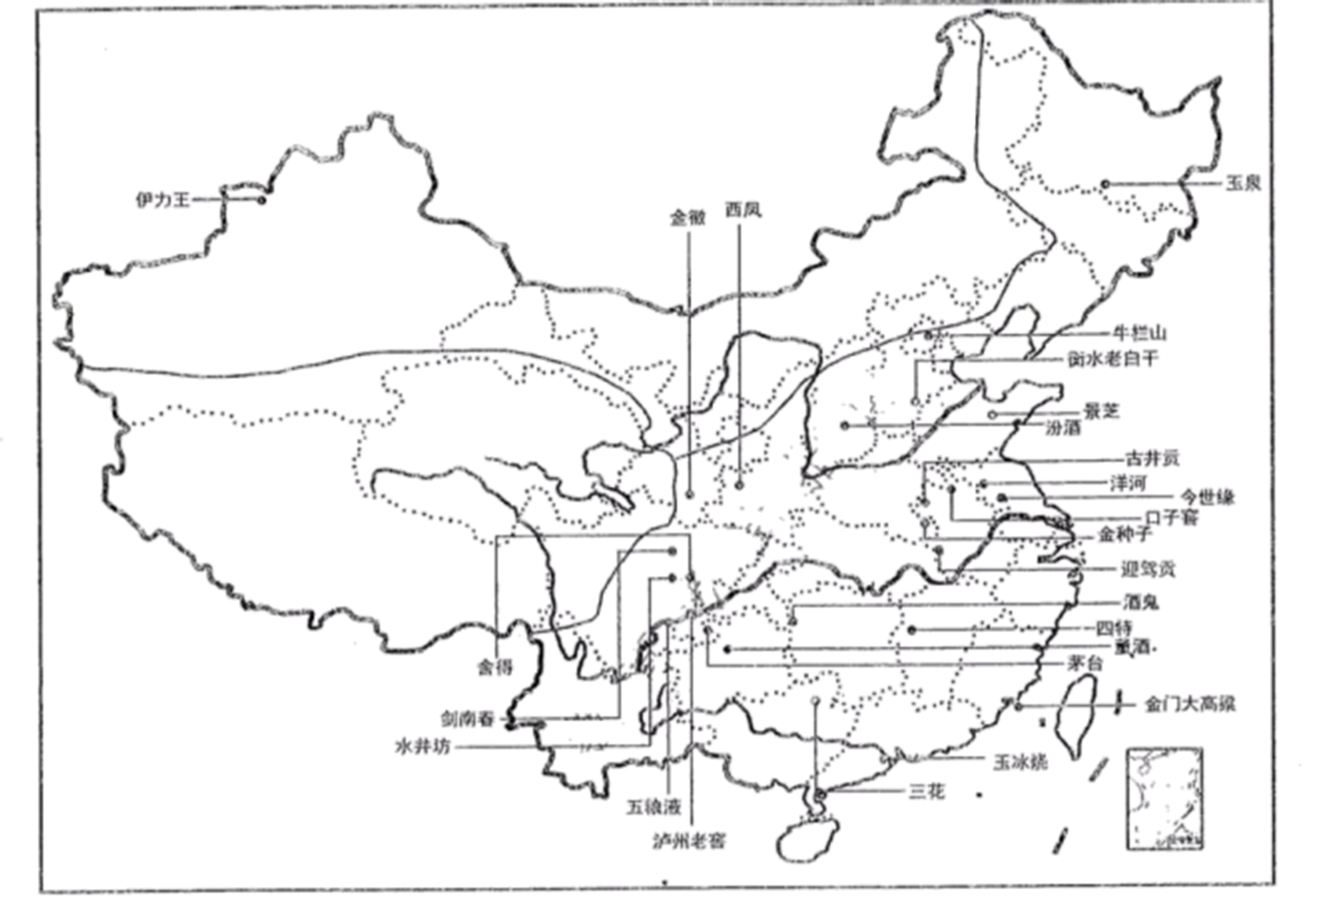 伊力王
金徽
西凤
玉泉
牛栏山
衡水老白干
景芝
汾酒
古井贡
洋河
今世缘
口子窖
金种子
迎驾贡
酒鬼
四特
董酒
茅台
舍得
金门大高粱
剑南春
水井坊
玉冰烧
三花
五粮液
泸州老窖